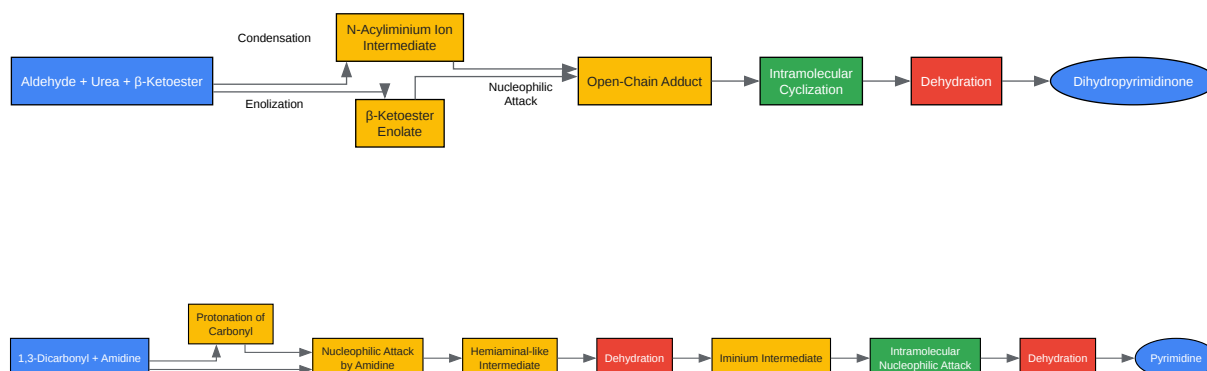 Condensation
N-Acyliminium Ion
Intermediate
Aldehyde + Urea + β-Ketoester
Enolization
β-Ketoester
Enolate
Nucleophilic
Attack
Open-Chain Adduct
Intramolecular
Cyclization
Dehydration
Dihydropyrimidinone
Protonation of
Carbonyl
1,3-Dicarbonyl + Amidine
Nucleophilic Attack
by Amidine
Hemiaminal-like
Intermediate
Dehydration
Iminium Intermediate
Intramolecular
Nucleophilic Attack
Dehydration
Pyrimidine